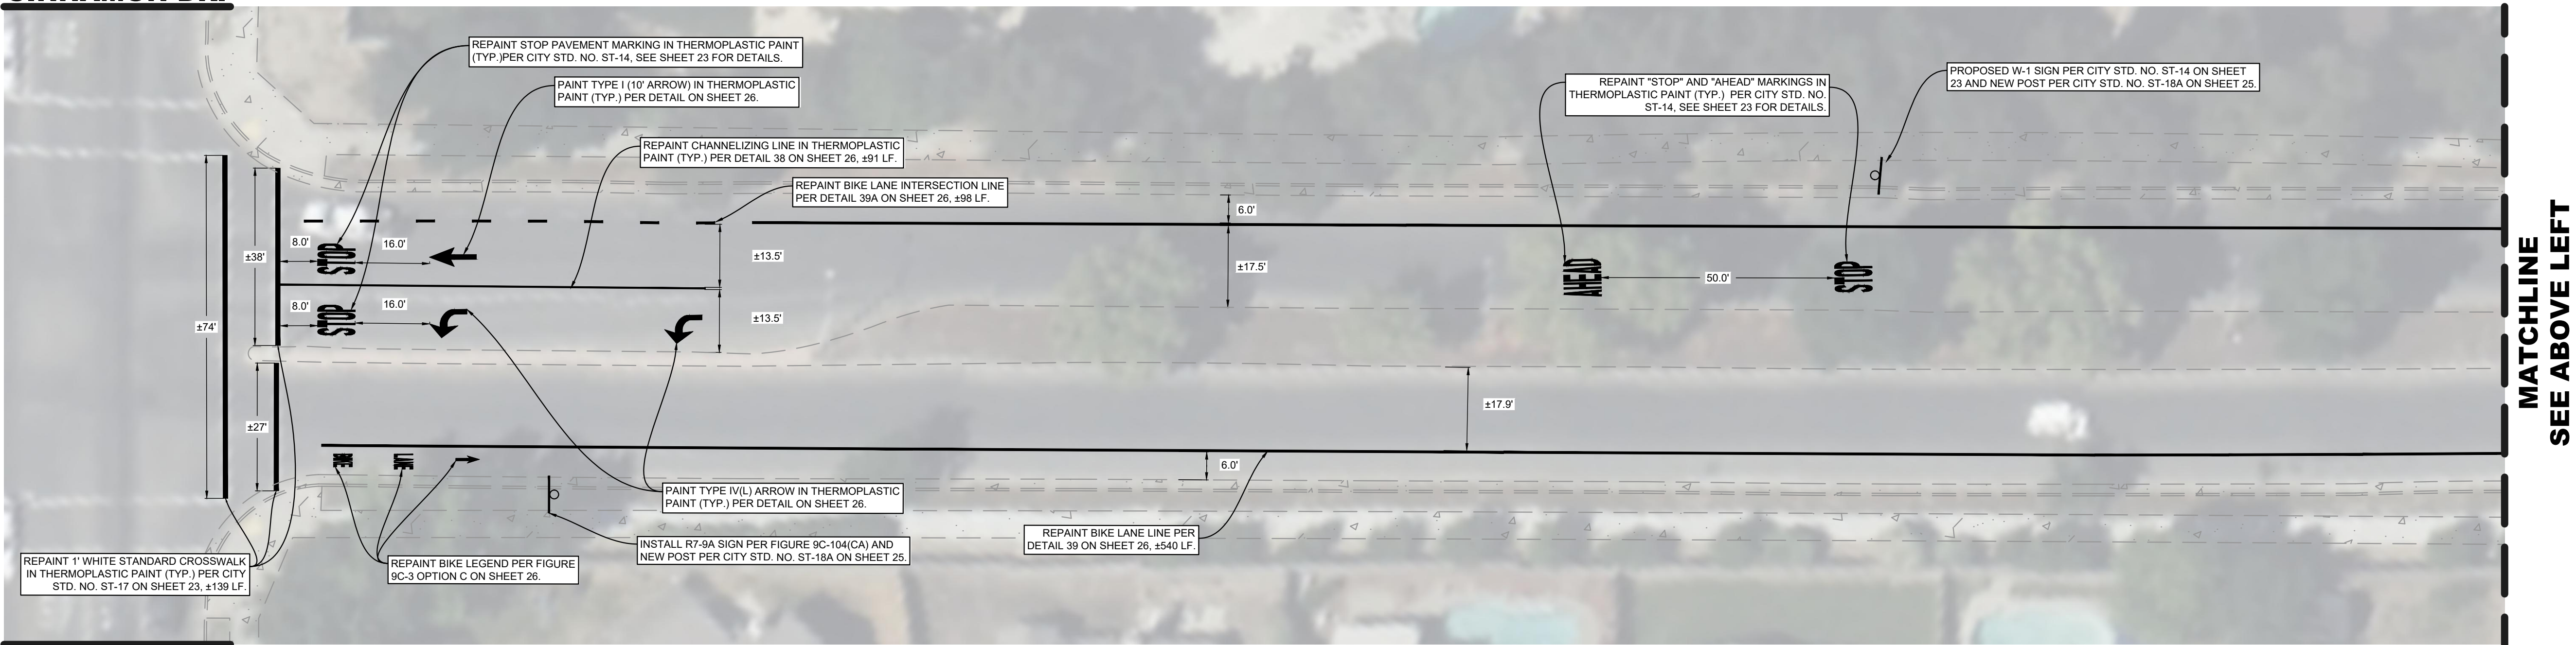 REPAINT STOP PAVEMENT MARKING IN THERMOPLASTIC PAINT
(TYP.)PER CITY STD. NO. ST-14, SEE SHEET 23 FOR DETAILS.
PAINT TYPE I (10' ARROW) IN THERMOPLASTIC
PAINT (TYP.) PER DETAIL ON SHEET 26.
REPAINT CHANNELIZING LINE IN THERMOPLASTIC
PAINT (TYP.) PER DETAIL 38 ON SHEET 26, ±91 LF.
REPAINT BIKE LANE INTERSECTION LINE
PER DETAIL 39A ON SHEET 26, ±98 LF.
REPAINT "STOP" AND "AHEAD" MARKINGS IN
THERMOPLASTIC PAINT (TYP.) PER CITY STD. NO.
ST-14, SEE SHEET 23 FOR DETAILS.
PROPOSED W-1 SIGN PER CITY STD. NO. ST-14 ON SHEET
23 AND NEW POST PER CITY STD. NO. ST-18A ON SHEET 25.
6.0'
8.0'
STOP
16.0'
±38'
±13.5'
±17.5'
AHEAD
50.0'
STOP
8.0'
STOP
16.0'
±13.5'
±74'
±27'
±17.9'
BIKE
LANE
6.0'
PAINT TYPE IV(L) ARROW IN THERMOPLASTIC
PAINT (TYP.) PER DETAIL ON SHEET 26.
REPAINT BIKE LANE LINE PER
DETAIL 39 ON SHEET 26, ±540 LF.
INSTALL R7-9A SIGN PER FIGURE 9C-104(CA) AND
NEW POST PER CITY STD. NO. ST-18A ON SHEET 25.
REPAINT 1' WHITE STANDARD CROSSWALK
IN THERMOPLASTIC PAINT (TYP.) PER CITY
STD. NO. ST-17 ON SHEET 23, ±139 LF.
REPAINT BIKE LEGEND PER FIGURE
9C-3 OPTION C ON SHEET 26.
MATCHLINE
SEE ABOVE LEFT